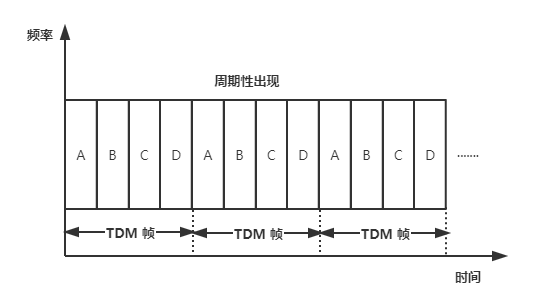 频率
周期性出现
A B C D A B C D A B C D .......
TDM 帧 TDM 帧 TDM 帧
时间